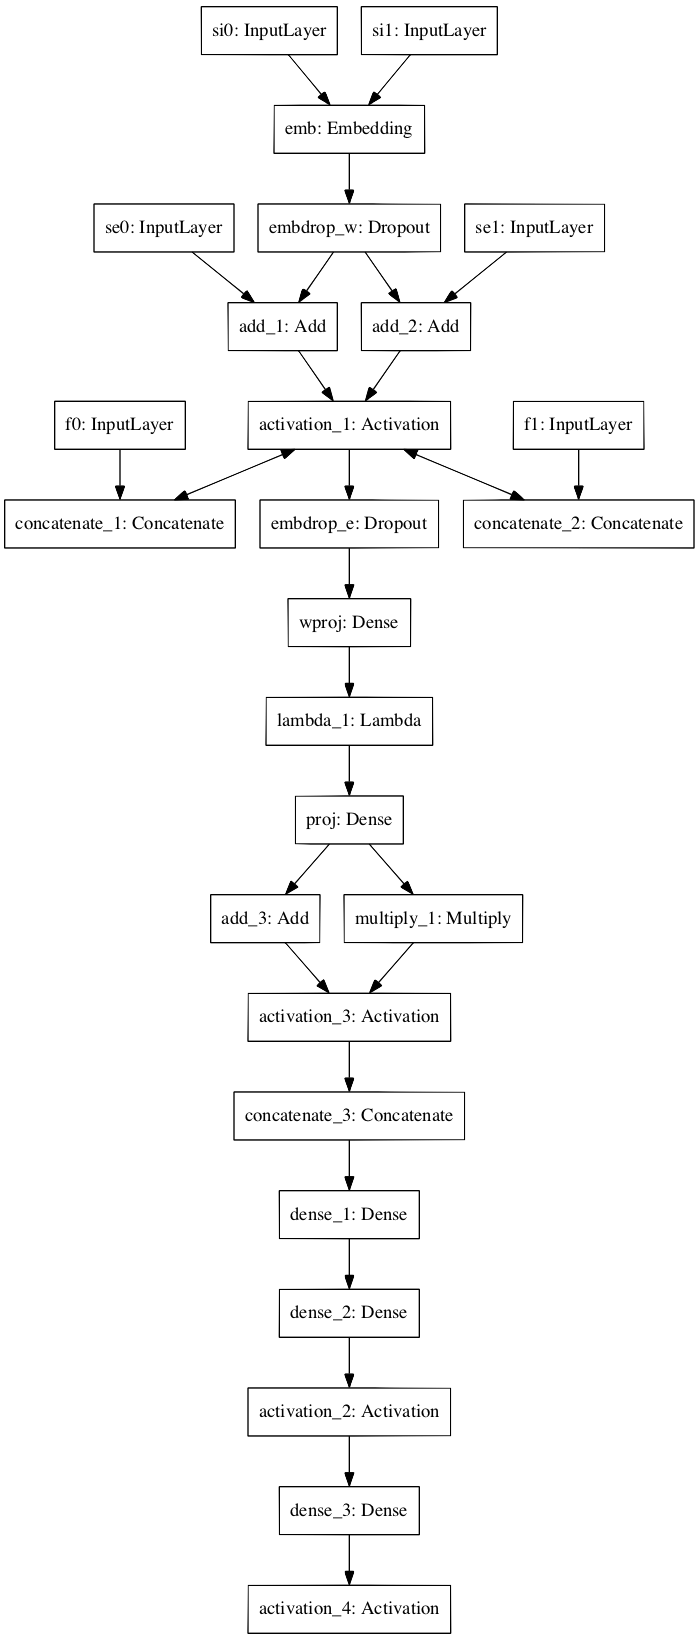 si0: InputLayer
si1: InputLayer
emb: Embedding
se0: InputLayer
embdrop_w: Dropout
se1: InputLayer
add_1: Add
add_2: Add
f0: InputLayer
activation_1: Activation
f1: InputLayer
concatenate_1: Concatenate
embdrop_e: Dropout
concatenate_2: Concatenate
wproj: Dense
lambda_1: Lambda
proj: Dense
add_3: Add
multiply_1: Multiply
activation_3: Activation
concatenate_3: Concatenate
dense_1: Dense
dense_2: Dense
activation_2: Activation
dense_3: Dense
activation_4: Activation